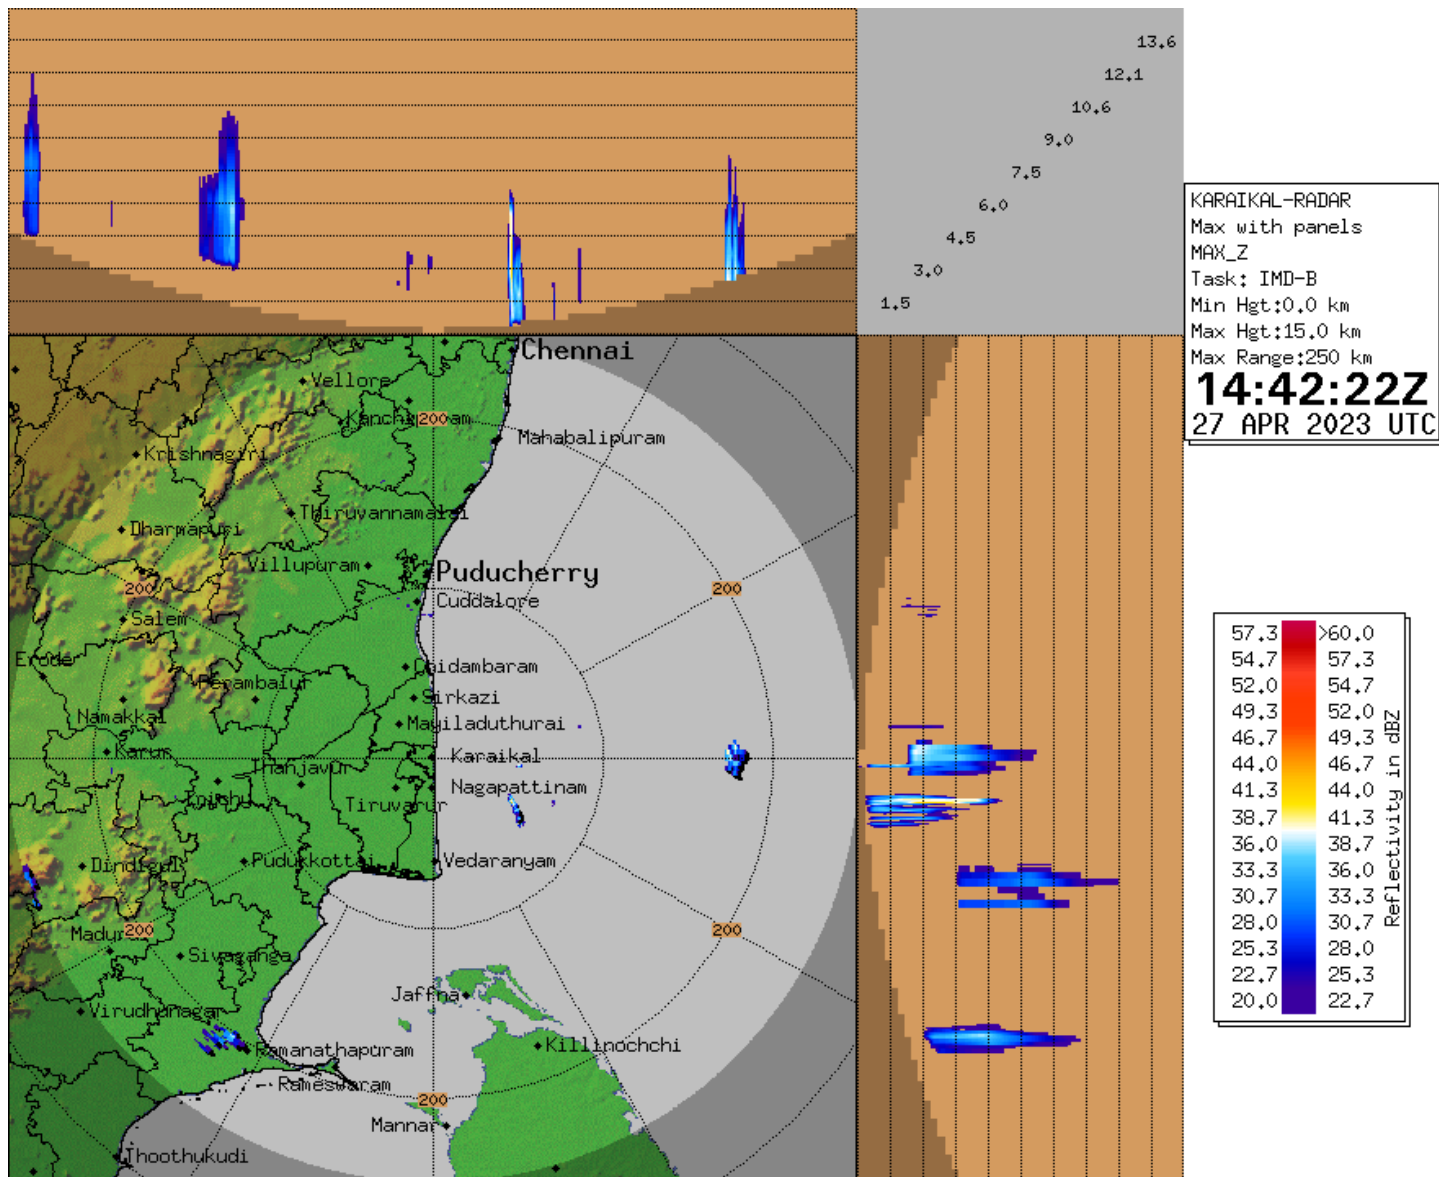 13.6
12.1
10.6
9.0
7.5
6.0
4.5
3.0
1.5
KARAIKAL-RADAR
Max with panels
MAX_Z
Task: IMD-B
Min Hgt:0.0 km
Max Hgt:15.0 km
Max Range:250 km
14:42:22Z
27 APR 2023 UTC
Chennai
Vellore
200
Mahabalipuram
Krishnagiri
Thiruvannamalai
Dharmapuri
Villupuram
Puducherry
200
200
Cuddalore
Salem
Erode
Chidambaram
Perambalur
Sirkazi
Namakkal
Mayiladuthurai
Karur
Karaikal
Thanjavur
Nagapattinam
Tiruvarur
Dindigul
Pudukkottai
Vedaranyam
200
200
Sivaganga
Jaffna
Virudhunagar
Ramanathapuram
Killinochchi
Rameswaram
200
Mannar
Thoothukudi
57.3 >60.0
54.7 57.3
52.0 54.7
49.3 52.0
46.7 49.3
44.0 46.7
41.3 44.0
38.7 41.3
36.0 38.7
33.3 36.0
30.7 33.3
28.0 30.7
25.3 28.0
22.7 25.3
20.0 22.7
Reflectivity in dBZ